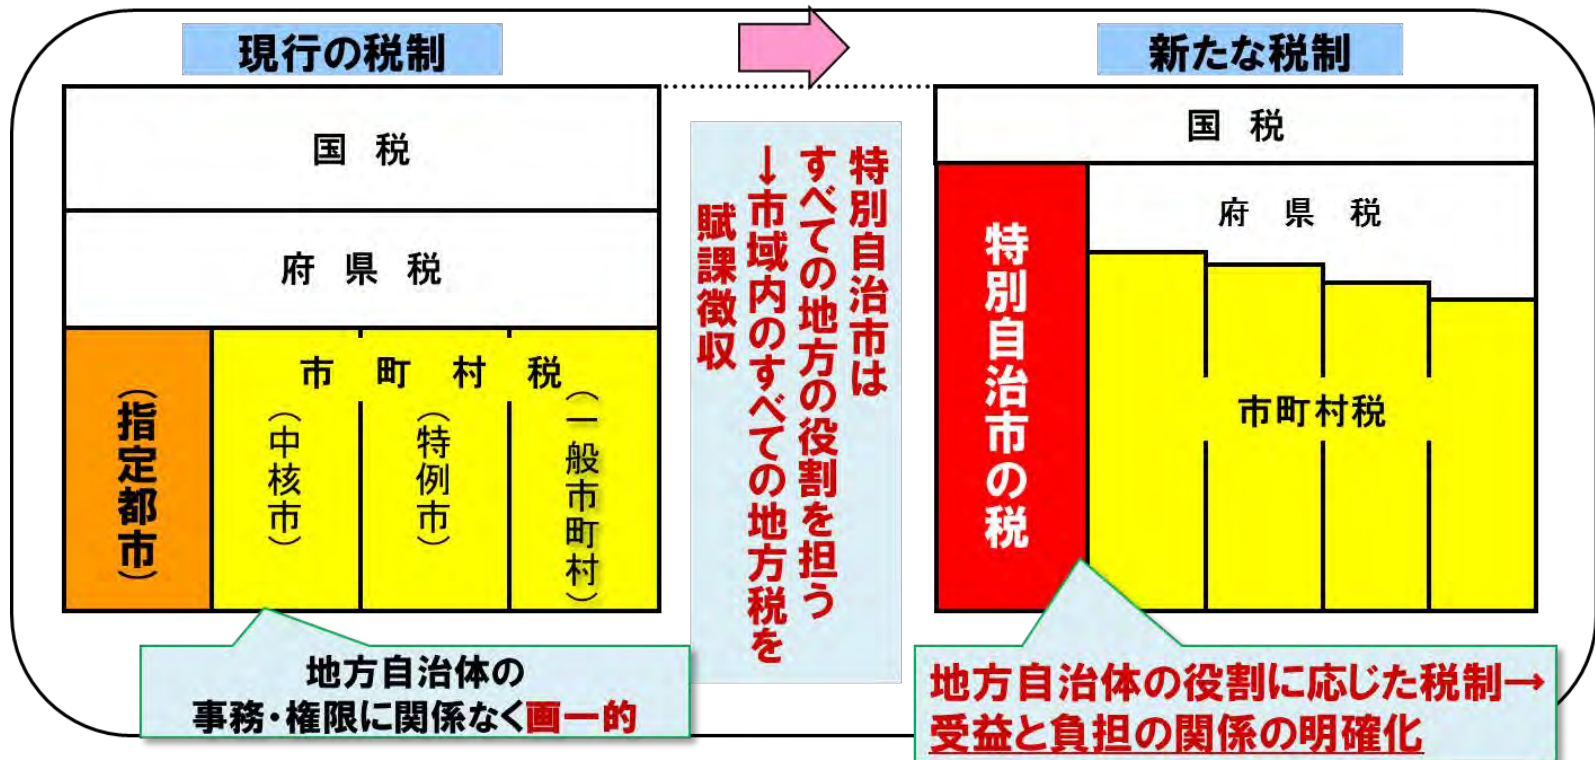 現行の税制
国税
府県税
市町村税
（指定都市）
（中核市）
（特例市）
（一般市町村）
地方自治体の
事務・権限に関係なく画一的
特別自治市は
すべての地方の役割を担う
→市域内のすべての地方税を
賦課徴収
新たな税制
国税
府県税
特別自治市の税
市町村税
地方自治体の役割に応じた税制→
受益と負担の関係の明確化